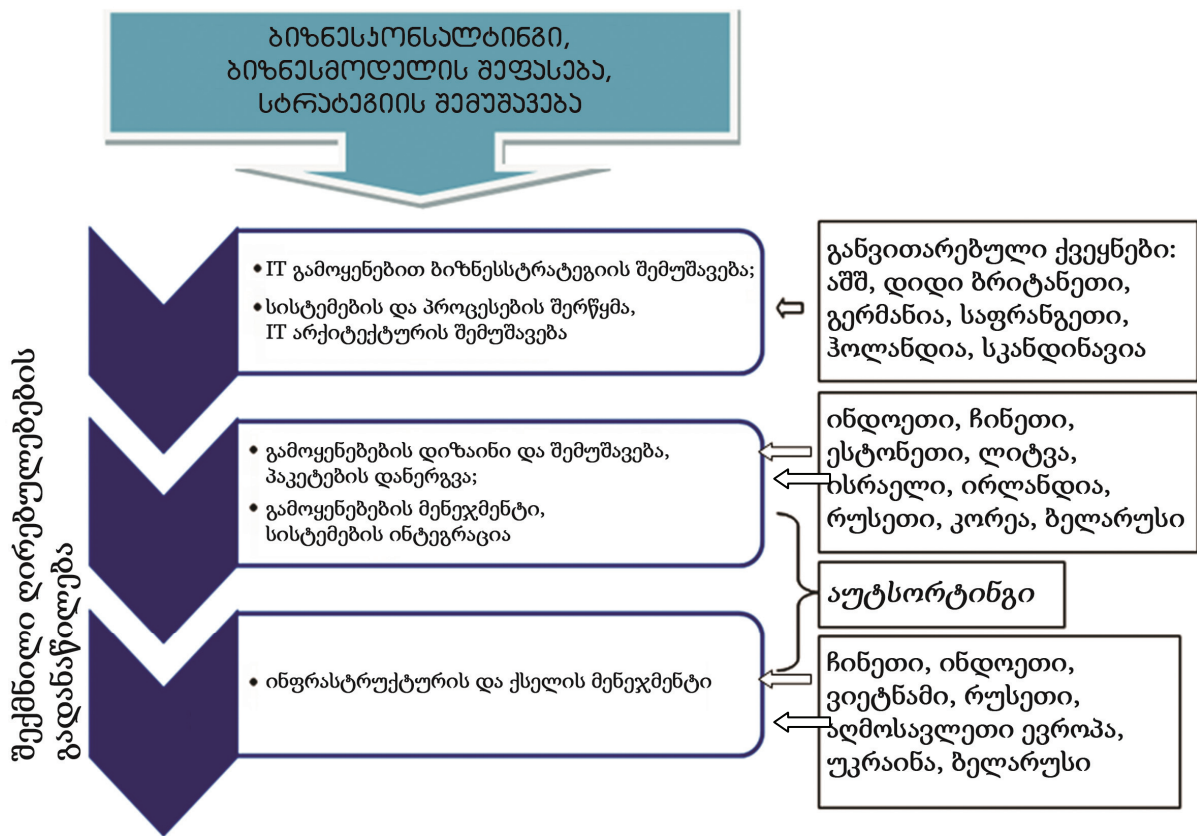 ბიზნესკონსალტინგი,
ბიზნესმოდელის შეფასება,
სტრატეგიის შემუშავება
• IT გამოყენებით ბიზნესსტრატეგიის შემუშავება;
• სისტემების და პროცესების შერწყმა,
IT არქიტექტურის შემუშავება
განვითარებული ქვეყნები:
აშშ, დიდი ბრიტანეთი,
გერმანია, საფრანგეთი,
ჰოლანდია, სკანდინავია
• გამოყენებების დიზაინი და შემუშავება,
პაკეტების დანერგვა;
• გამოყენებების მენეჯმენტი,
სისტემების ინტეგრაცია
ინდოეთი, ჩინეთი,
ესტონეთი, ლიტვა,
ისრაელი, ირლანდია,
რუსეთი, კორეა, ბელარუსი
აუტსორტინგი
• ინფრასტრუქტურის და ქსელის მენეჯმენტი
ჩინეთი, ინდოეთი,
ვიეტნამი, რუსეთი,
აღმოსავლეთი ევროპა,
უკრაინა, ბელარუსი
შექმნილი ღირებულებების
გადანაწილება